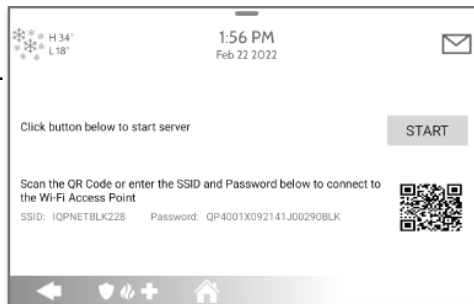 H 34°
L 18°
1:56 PM
Feb 22 2022
Click button below to start server
START
Scan the QR Code or enter the SSID and Password below to connect to
the Wi-Fi Access Point
SSID: IQPNETBLK228 Password: QP4001X092141J00290BLK